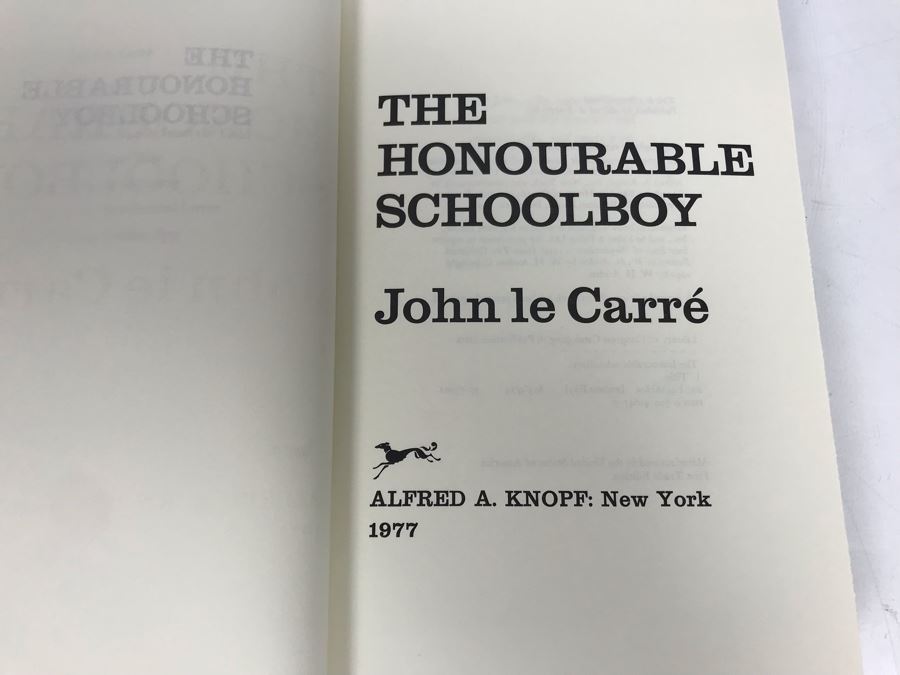 THE
HONOURABLE
SCHOOLBOY
John le Carré
ALFRED A. KNOPF: New York
1977